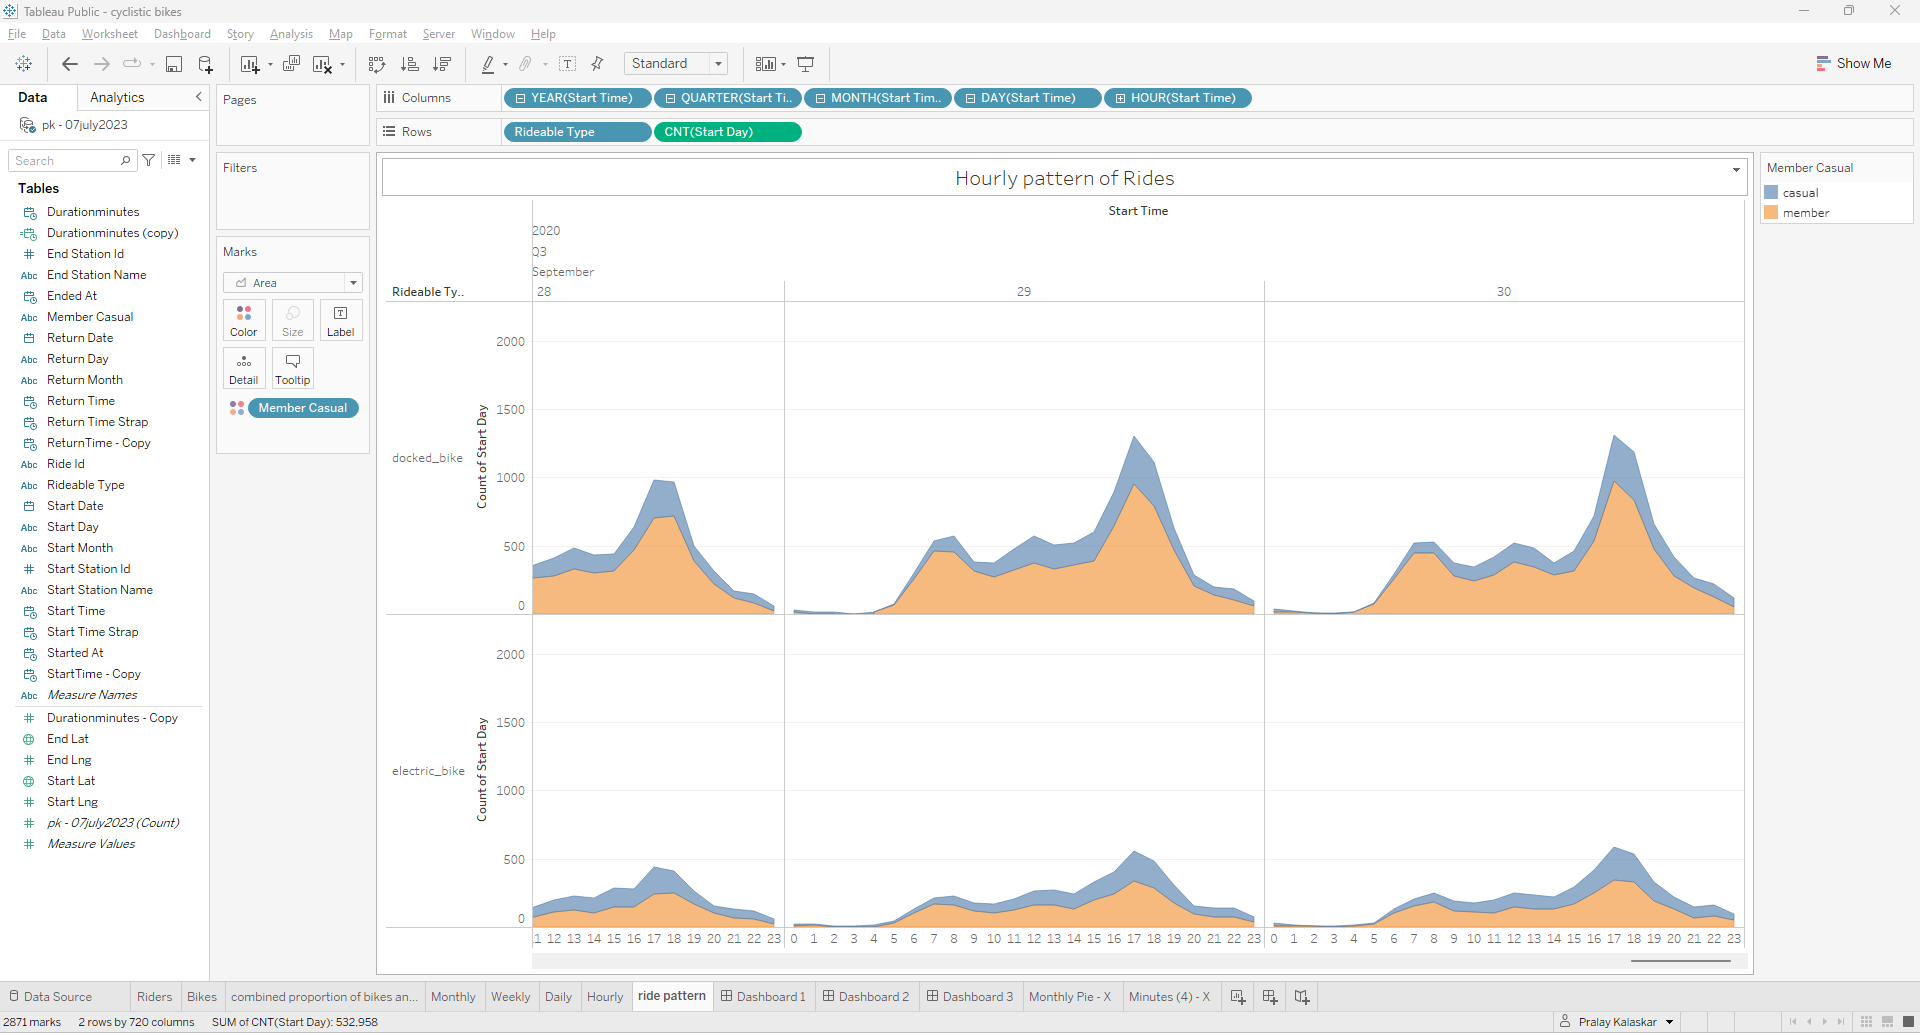 Tableau Public - cyclistic bikes
File Data Worksheet Dashboard Story Analysis Map Format Server Window Help
Standard
Show Me
Data Analytics
pk - 07july2023
Search
Tables
Durationminutes
Durationminutes (copy)
End Station Id
Abc End Station Name
Ended At
Abc Member Casual
Return Date
Abc Return Day
Abc Return Month
Return Time
Return Time Strap
ReturnTime - Copy
Abc Ride Id
Abc Rideable Type
Start Date
Abc Start Day
Abc Start Month
Start Station Id
Abc Start Station Name
Start Time
Start Time Strap
Started At
StartTime - Copy
Abc Measure Names
Durationminutes - Copy
End Lat
End Lng
Start Lat
Start Lng
pk - 07july2023 (Count)
Measure Values
Pages
Filters
Marks
Area
Color Size Label
Detail Tooltip
Member Casual
Columns YEAR(Start Time) QUARTER(Start Ti.. MONTH(Start Tim.. DAY(Start Time) HOUR(Start Time)
Rows Rideable Type CNT(Start Day)
Hourly pattern of Rides
Start Time
2020
Q3
September
Rideable Ty.. 28 29 30
docked_bike
Count of Start Day
2000
1500
1000
500
0
electric_bike
Count of Start Day
2000
1500
1000
500
0
12 13 14 15 16 17 18 19 20 21 22 23 0 1 2 3 4 5 6 7 8 9 10 11 12 13 14 15 16 17 18 19 20 21 22 23 0 1 2 3 4 5 6 7 8 9 10 11 12 13 14 15 16 17 18 19 20 21 22 23
Member Casual
casual
member
Data Source Riders Bikes combined proportion of bikes an... Monthly Weekly Daily Hourly ride pattern Dashboard 1 Dashboard 2 Dashboard 3 Monthly Pie - X Minutes (4) - X
2871 marks 2 rows by 720 columns SUM of CNT(Start Day): 532,958
Pralay Kalaskar